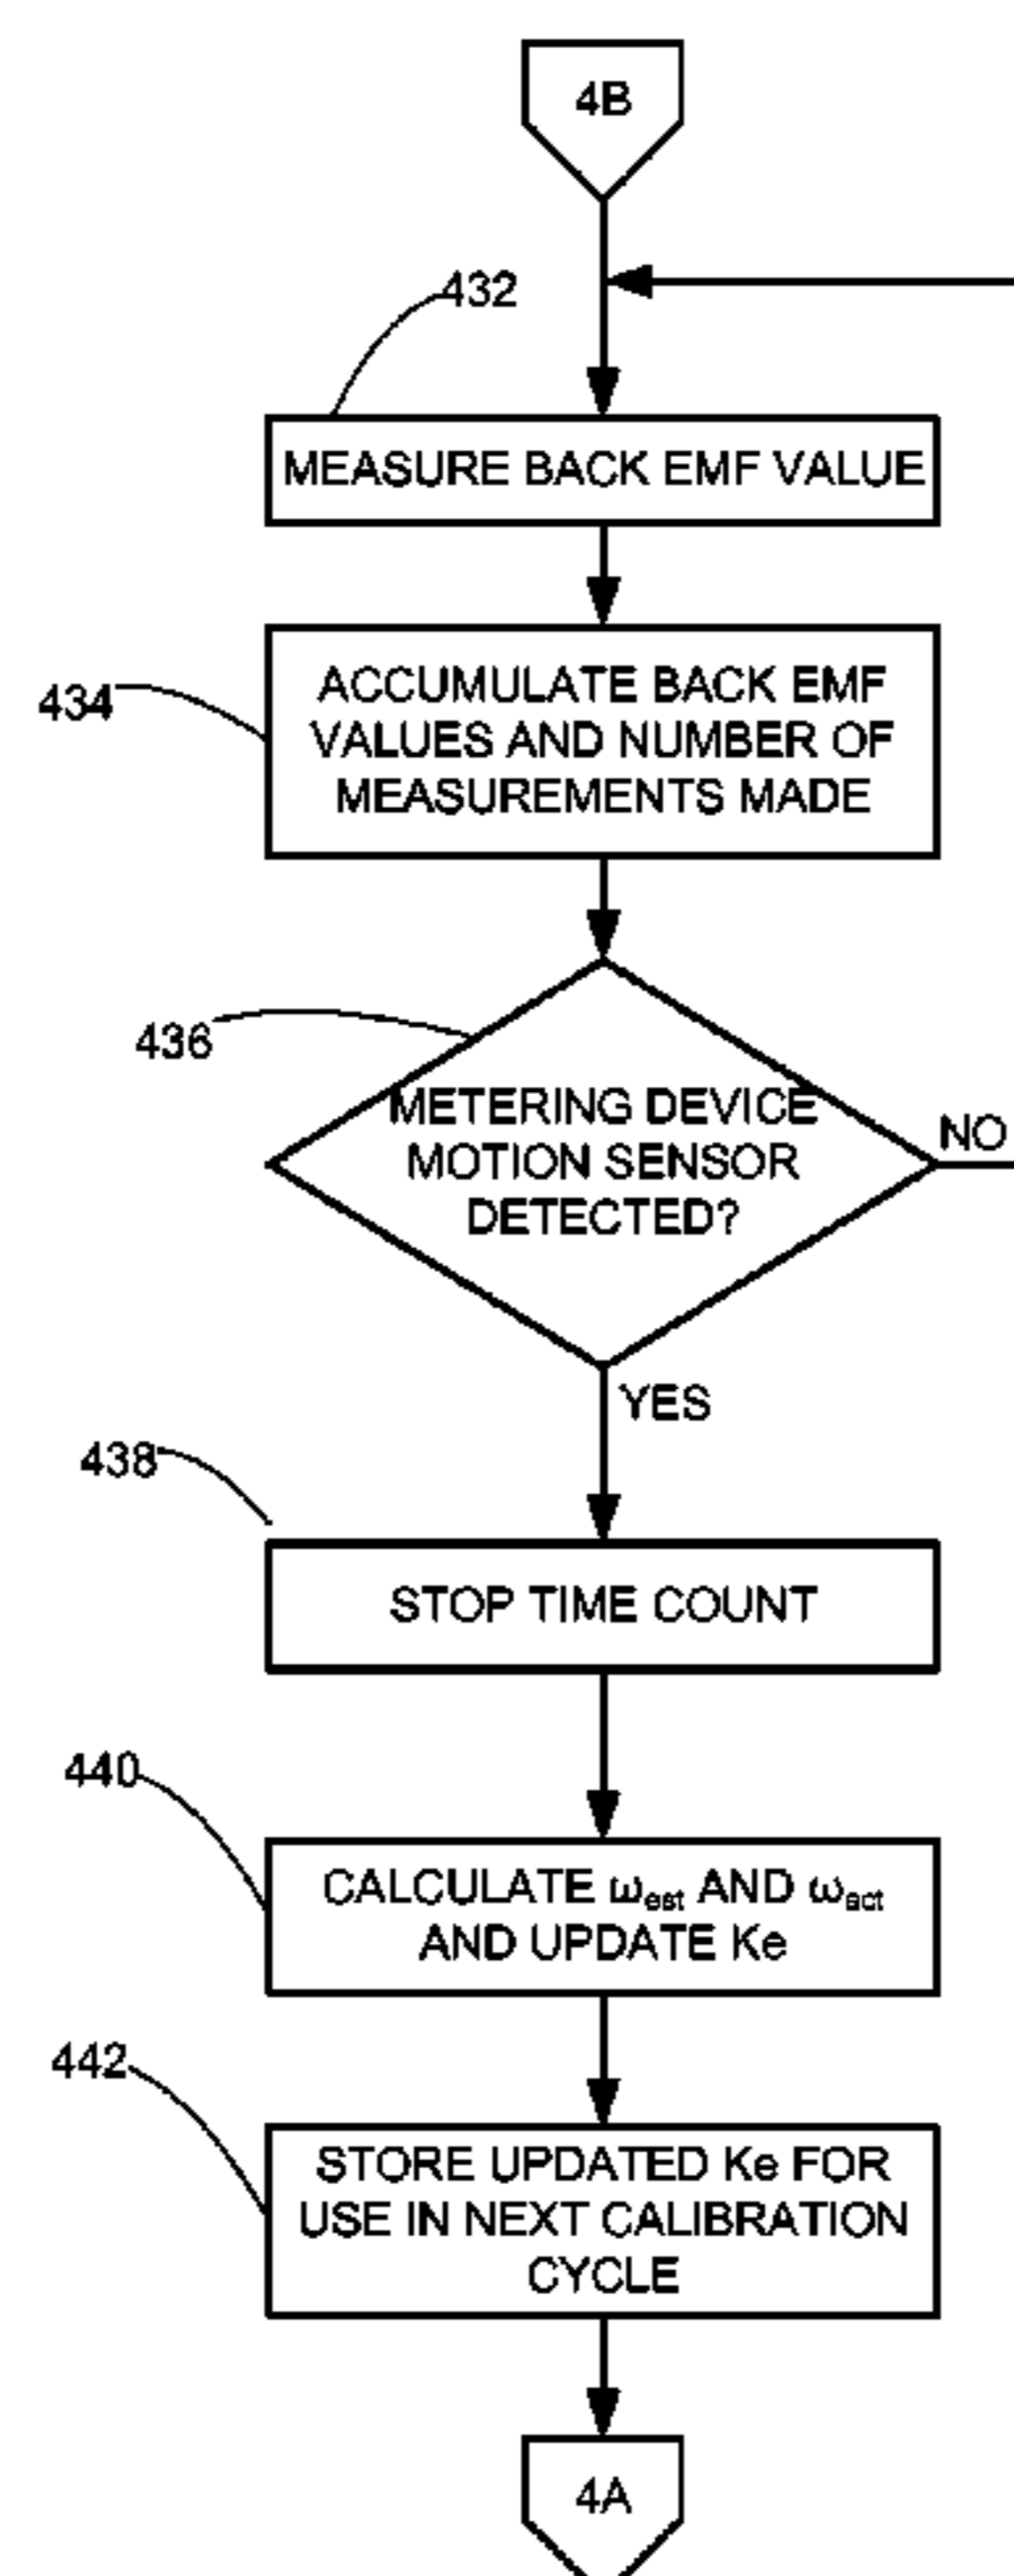 4B
432
MEASURE BACK EMF VALUE
434
ACCUMULATE BACK EMF
VALUES AND NUMBER OF
MEASUREMENTS MADE
436
METERING DEVICE
MOTION SENSOR
DETECTED?
NO
YES
438
STOP TIME COUNT
440
CALCULATE ωest AND ωact
AND UPDATE Ke
442
STORE UPDATED Ke FOR
USE IN NEXT CALIBRATION
CYCLE
4A